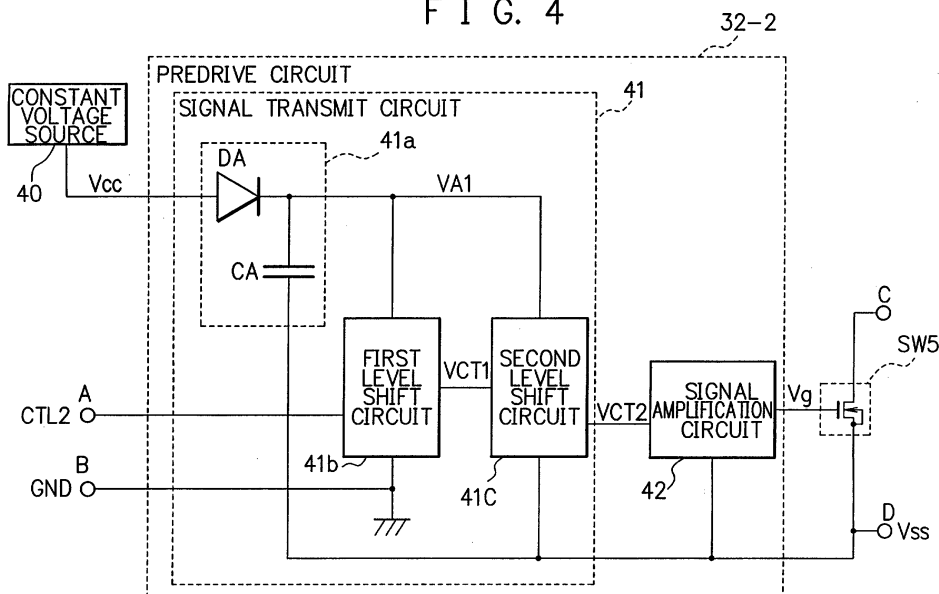 FIG. 4
32-2
PREDRIVE CIRCUIT
CONSTANT
VOLTAGE
SOURCE
40
Vcc
SIGNAL TRANSMIT CIRCUIT
41
41a
DA
VA1
CA
C
SW5
FIRST
LEVEL
SHIFT
CIRCUIT
41b
VCT1
SECOND
LEVEL
SHIFT
CIRCUIT
41C
VCT2
SIGNAL
AMPLIFICATION
CIRCUIT
42
Vg
A
CTL2
B
GND
D
Vss